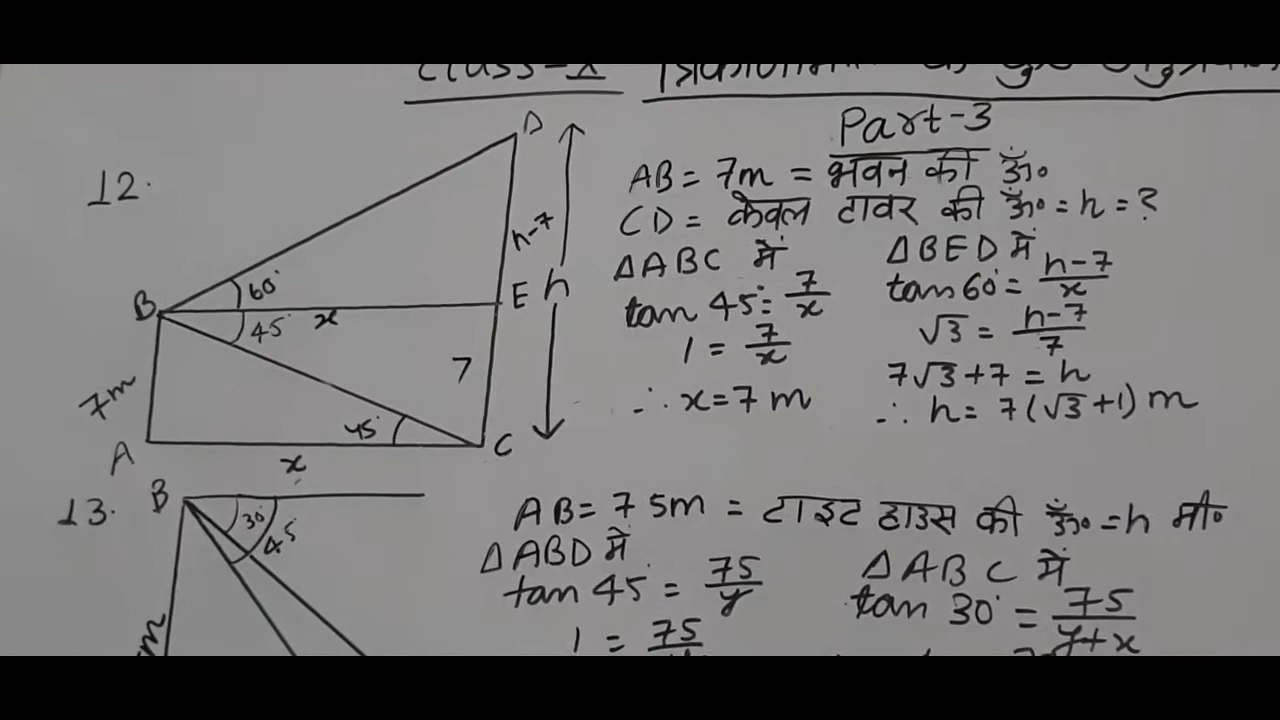 Class-X
Part-3
12.
D
h-7
h
B
60°
E
45°
x
7m
7
A
45°
C
x
AB = 7m = भवन की ऊँ०
CD = केवल टावर की ऊँ० = h = ?
ΔABC में
tan 45° = 7/x
1 = 7/x
∴ x = 7 m
ΔBED में
tan 60° = h-7/x
√3 = h-7/7
7√3+7 = h
∴ h = 7(√3+1) m
13.
B
30°
45°
m
AB = 75m = टाइट हाउस की ऊँ० = h मी०
ΔABD में
tan 45 = 75/y
1 = 75
ΔABC में
tan 30° = 75/y+x